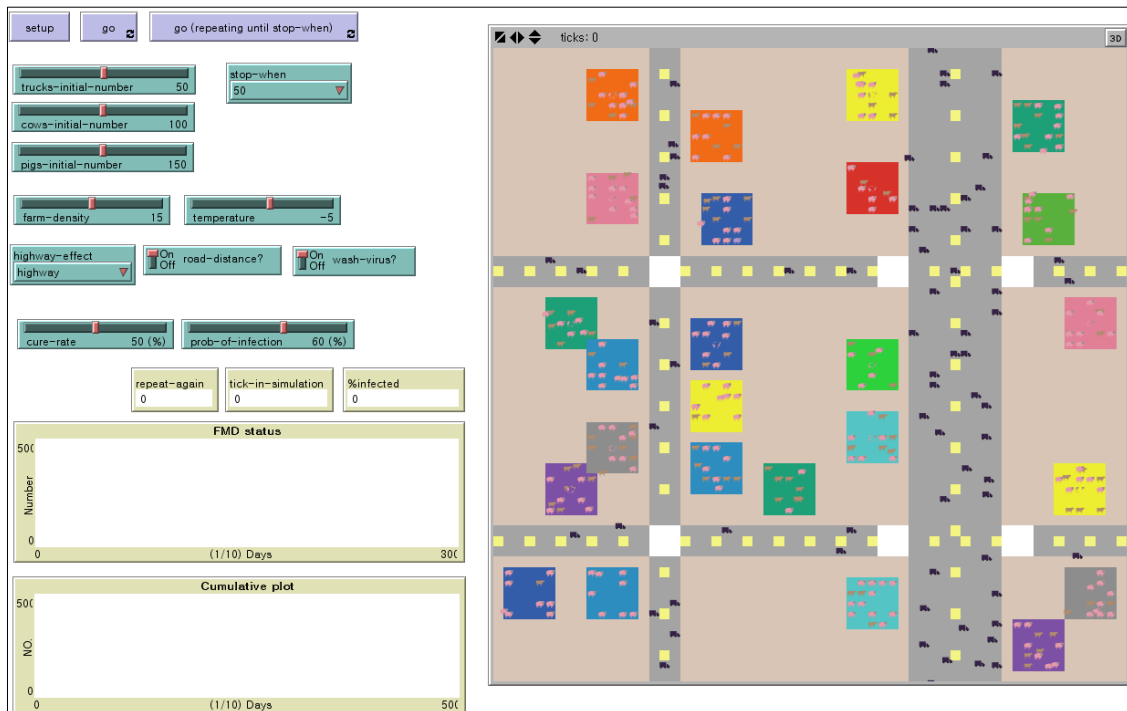 setup
go
go (repeating until stop-when)
trucks-initial-number 50
stop-when
50
cows-initial-number 100
pigs-initial-number 150
farm-density 15
temperature -5
highway-effect
highway
On
Off
road-distance?
On
Off
wash-virus?
cure-rate 50 (%)
prob-of-infection 60 (%)
repeat-again
0
tick-in-simulation
0
%infected
0
FMD status
500
Number
0
0
(1/10) Days
300
Cumulative plot
500
NO.
0
0
(1/10) Days
500
ticks: 0
3D